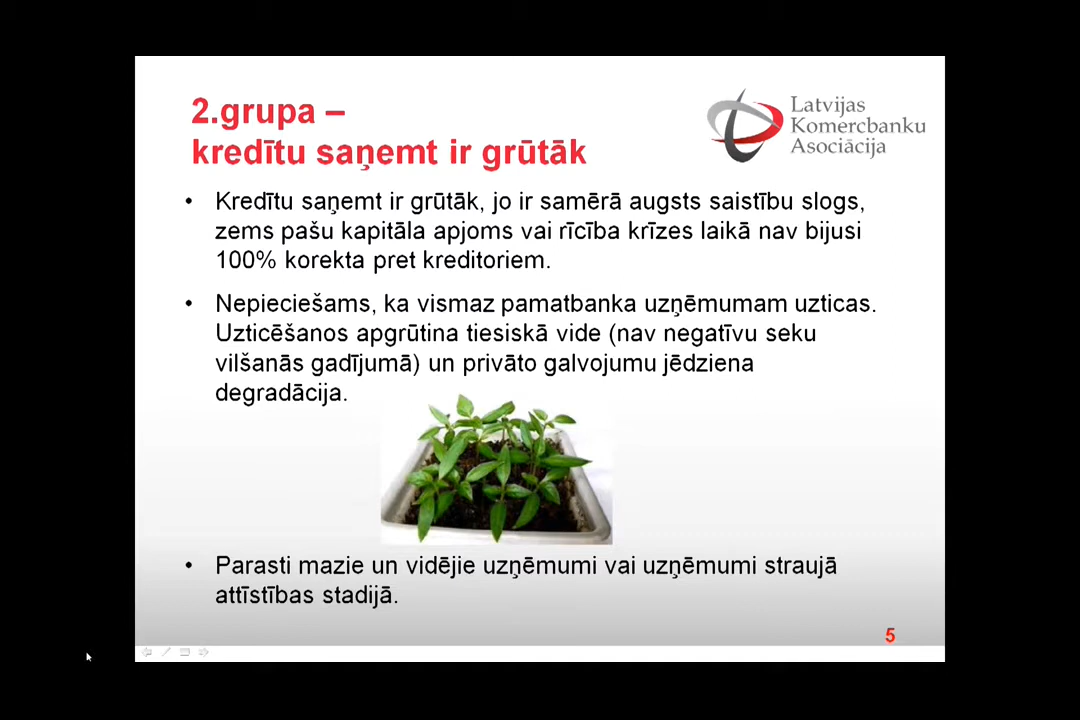 2.grupa –
kredītu saņemt ir grūtāk
Latvijas
Komercbanku
Asociācija
• Kredītu saņemt ir grūtāk, jo ir samērā augsts saistību slogs,
zems pašu kapitāla apjoms vai rīcība krīzes laikā nav bijusi
100% korekta pret kreditoriem.
• Nepieciešams, ka vismaz pamatbanka uzņēmumam uzticas.
Uzticēšanos apgrūtina tiesiskā vide (nav negatīvu seku
vilšanās gadījumā) un privāto galvojumu jēdziena
degradācija.
• Parasti mazie un vidējie uzņēmumi vai uzņēmumi straujā
attīstības stadijā.
5